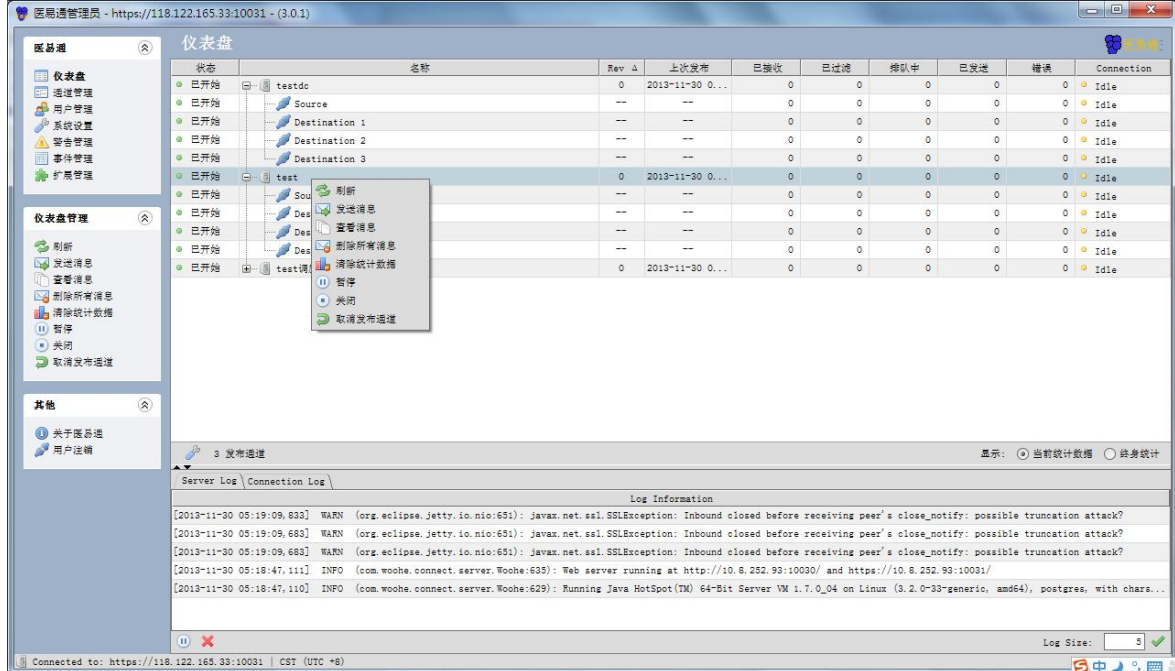 医易通管理员 - https://118.122.165.33:10031 - (3.0.1)
医易通
仪表盘
通道管理
用户管理
系统设置
警告管理
事件管理
扩展管理
仪表盘管理
刷新
发送消息
查看消息
删除所有消息
清除统计数据
暂停
关闭
取消发布通道
其他
关于医易通
用户注销
仪表盘
状态 名称 Rev 上次发布 已接收 已过滤 排队中 已发送 错误 Connection
已开始 testdc 0 2013-11-30 0... 0 0 0 0 0 Idle
已开始 Source -- -- 0 0 0 0 0 Idle
已开始 Destination 1 -- -- 0 0 0 0 0 Idle
已开始 Destination 2 -- -- 0 0 0 0 0 Idle
已开始 Destination 3 -- -- 0 0 0 0 0 Idle
已开始 test 0 2013-11-30 0... 0 0 0 0 0 Idle
已开始 Sou -- -- 0 0 0 0 0 Idle
已开始 Des -- -- 0 0 0 0 0 Idle
已开始 Des -- -- 0 0 0 0 0 Idle
已开始 Des -- -- 0 0 0 0 0 Idle
已开始 test 0 2013-11-30 0... 0 0 0 0 0 Idle
刷新
发送消息
查看消息
删除所有消息
清除统计数据
暂停
关闭
取消发布通道
3 发布通道 显示: 当前统计数据 终身统计
Server Log Connection Log
Log Information
[2013-11-30 05:19:09,833] WARN (org.eclipse.jetty.io.nio:651): javax.net.ssl.SSLException: Inbound closed before receiving peer's close_notify: possible truncation attack?
[2013-11-30 05:19:09,683] WARN (org.eclipse.jetty.io.nio:651): javax.net.ssl.SSLException: Inbound closed before receiving peer's close_notify: possible truncation attack?
[2013-11-30 05:19:09,683] WARN (org.eclipse.jetty.io.nio:651): javax.net.ssl.SSLException: Inbound closed before receiving peer's close_notify: possible truncation attack?
[2013-11-30 05:18:47,111] INFO (com.woohe.connect.server.Woohe:635): Web server running at http://10.8.252.93:10030/ and https://10.8.252.93:10031/
[2013-11-30 05:18:47,110] INFO (com.woohe.connect.server.Woohe:629): Running Java HotSpot(TM) 64-Bit Server VM 1.7.0_04 on Linux (3.2.0-33-generic, amd64), postgres, with chars...
Log Size: 5
Connected to: https://118.122.165.33:10031 | CST (UTC +8)
中